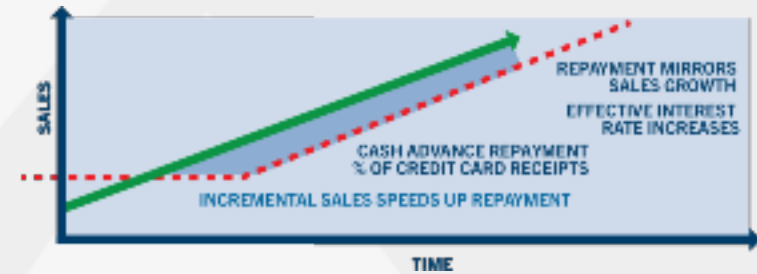 SALES
REPAYMENT MIRRORS
SALES GROWTH
EFFECTIVE INTEREST
RATE INCREASES
CASH ADVANCE REPAYMENT
% OF CREDIT CARD RECEIPTS
INCREMENTAL SALES SPEEDS UP REPAYMENT
TIME